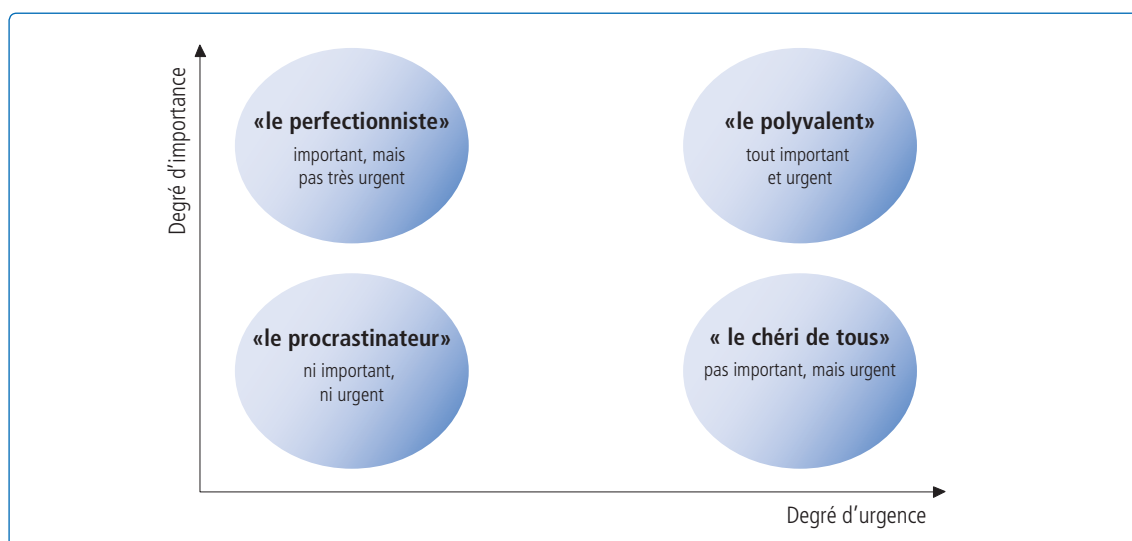 Degré d'importance
«le perfectionniste»
important, mais
pas très urgent
«le polyvalent»
tout important
et urgent
«le procrastinateur»
ni important,
ni urgent
« le chéri de tous»
pas important, mais urgent
Degré d'urgence